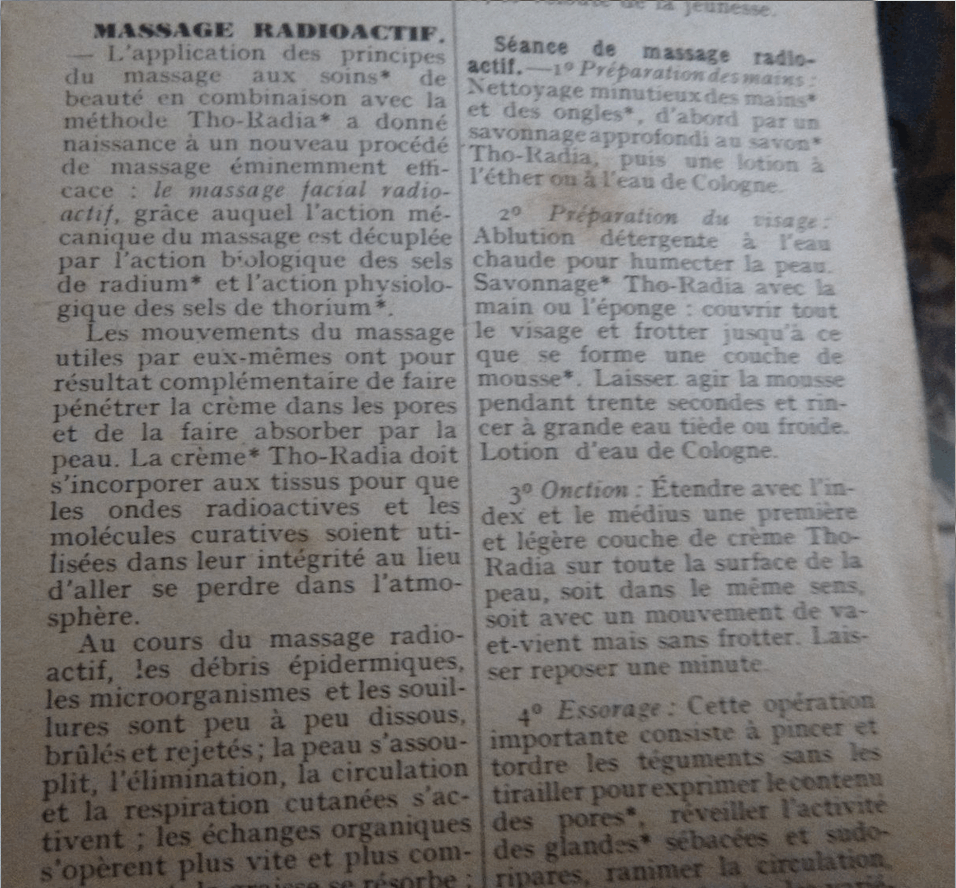 MASSAGE RADIOACTIF.
— L'application des principes
du massage aux soins* de
beauté en combinaison avec la
méthode Tho-Radia* a donné
naissance à un nouveau procédé
de massage éminemment effi-
cace : le massage facial radio-
actif, grâce auquel l'action mé-
canique du massage est décuplée
par l'action biologique des sels
de radium* et l'action physiolo-
gique des sels de thorium*.
Les mouvements du massage
utiles par eux-mêmes ont pour
résultat complémentaire de faire
pénétrer la crème dans les pores
et de la faire absorber par la
peau. La crème* Tho-Radia doit
s'incorporer aux tissus pour que
les ondes radioactives et les
molécules curatives soient uti-
lisées dans leur intégrité au lieu
d'aller se perdre dans l'atmo-
sphère.
Au cours du massage radio-
actif, les débris épidermiques,
les microorganismes et les souil-
lures sont peu à peu dissous,
brûlés et rejetés ; la peau s'assou-
plit, l'élimination, la circulation
et la respiration cutanées s'ac-
tivent ; les échanges organiques
s'opèrent plus vite et plus com-
la graisse se résorbe ;
de la jeunesse.
Séance de massage radio-
actif. — 1º Préparation des mains :
Nettoyage minutieux des mains*
et des ongles*, d'abord par un
savonnage approfondi au savon*
Tho-Radia, puis une lotion à
l'éther ou à l'eau de Cologne.
2º Préparation du visage :
Ablution détergente à l'eau
chaude pour humecter la peau.
Savonnage* Tho-Radia avec la
main ou l'éponge : couvrir tout
le visage et frotter jusqu'à ce
que se forme une couche de
mousse*. Laisser agir la mousse
pendant trente secondes et rin-
cer à grande eau tiède ou froide.
Lotion d'eau de Cologne.
3º Onction : Étendre avec l'in-
dex et le médius une première
et légère couche de crème Tho-
Radia sur toute la surface de la
peau, soit dans le même sens,
soit avec un mouvement de va-
et-vient mais sans frotter. Lais-
ser reposer une minute.
4º Essorage : Cette opération
importante consiste à pincer et
tordre les téguments sans les
tirailler pour exprimer le contenu
des pores*, réveiller l'activité
des glandes* sébacées et sudo-
ripares, ranimer la circulation,